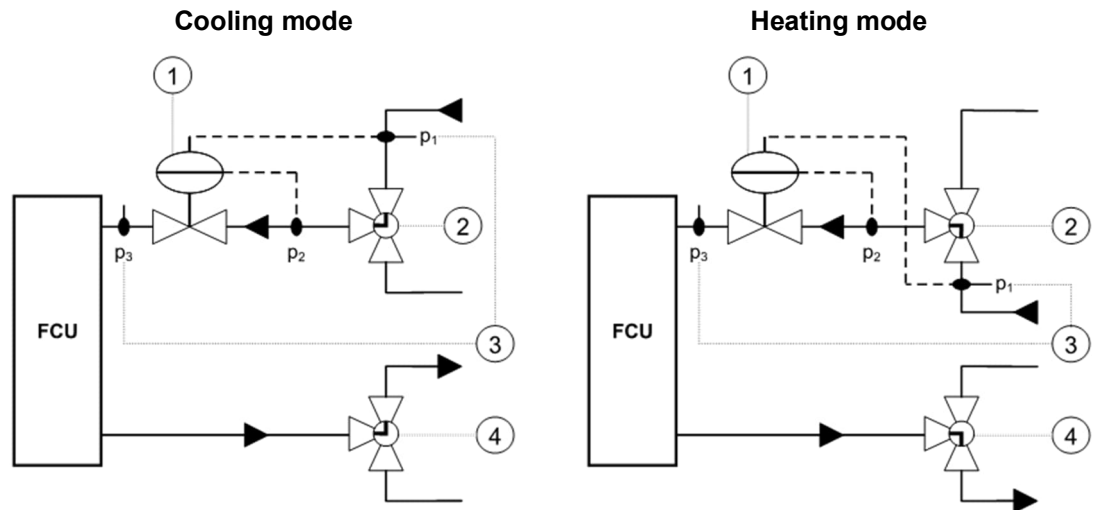 Cooling mode
1
p₁
2
p₃
p₂
FCU
3
4
Heating mode
1
2
p₃
p₂
p₁
FCU
3
4